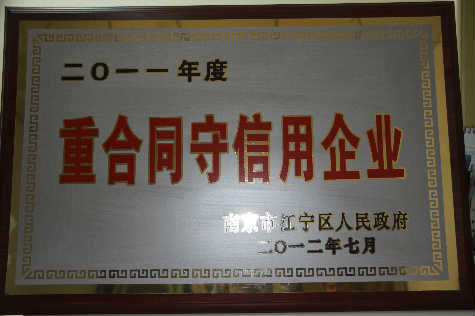 二〇一一年度
重合同守信用企业
南京市江宁区人民政府
二〇一二年七月